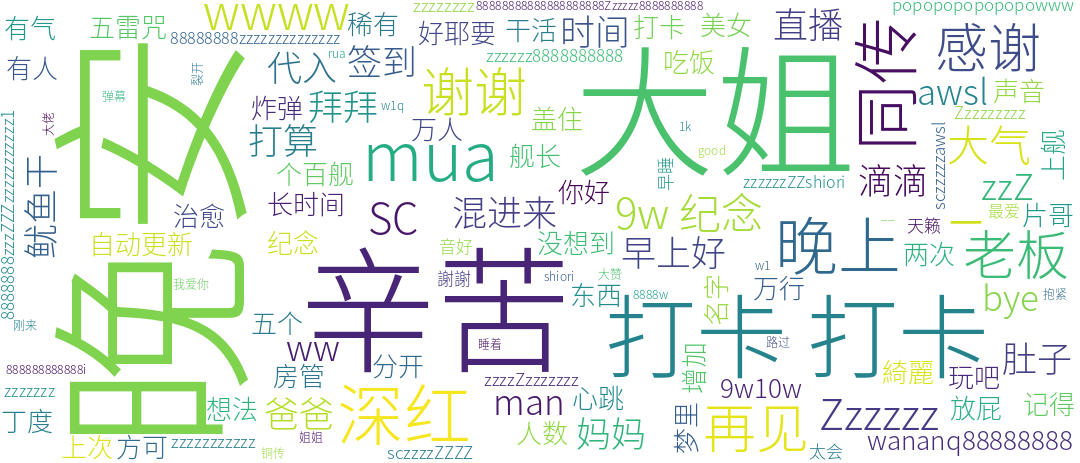 有气
五雷咒
wwww
稀有
zzzzzzzz
88888888888888888888Zzzzzz8888888888
popopopopopopowww
88888888zzzzzzzzzzzzzz
好耶要
干活
时间
打卡
美女
直播
同传
感谢
有人
代入
rua
签到
zzzzzz8888888888
吃饭
大姐
裂开
弹幕
炸弹
拜拜
w1q
谢谢
盖住
awsl
声音
Zzzzzzzzz
大佬
打算
万人
1k
good
大气
上舰
晚安
mua
个百舰
舰长
早睡
zzzzzzZZshiori
滴滴
zzZ
sczzzzzawsl
鱿鱼干
治愈
长时间
SC
混进来
你好
9w
纪念
一
最爱
片哥
天籁
自动更新
纪念
音好
没想到
早上好
晚上
两次
老板
我爱你
辛苦
謝謝
shiori
大赞
东西
8888w
w1
万行
名字
bye
抱紧
刚来
五个
ww
睡着
打卡
打卡
路过
房管
分开
增加
綺麗
肚子
888888888888i
zzzzzzz
zzzzZzzzzzzz
9w10w
玩吧
丁度
想法
爸爸
深红
man
心跳
放屁
记得
上次
方可
zzzzzzzzzzz
姐姐
铜传
sczzzzZZZZ
人数
妈妈
梦里
再见
太会
Zzzzzz
wananq88888888